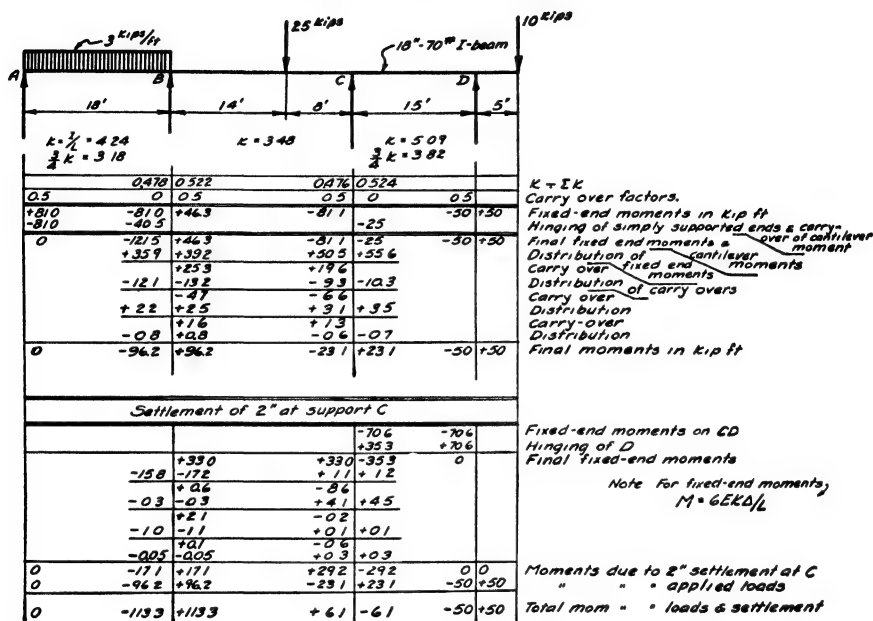 3 Kips/ft
25 Kips
10 Kips
18"-70# I-beam
A B C D
18' 14' 8' 15' 5"
K = I/L = 4.24 K = 3.48 K = 5.09
3/4 K = 3.18 3/4 K = 3.82
0.478 0.522 0.476 0.524 K ÷ ΣK
0.5 0 0.5 0.5 0 0.5 Carry over factors.
+81.0 -81.0 +46.3 -81.1 -50 +50 Fixed-end moments in Kip ft
-81.0 -40.5 -25 Hinging of simply supported ends & carry-over of cantilever moment
0 -121.5 +46.3 -81.1 -25 -50 +50 Final fixed end moments & cantilever moments
+35.9 +39.2 +50.5 +55.6 Distribution of fixed end moments
+25.3 +19.6 Carry over
-12.1 -13.2 -9.3 -10.3 Distribution of carry overs
-4.7 -6.6 Carry over
+2.2 +2.5 +3.1 +3.5 Distribution
+1.6 +1.3 Carry-over
-0.8 +0.8 -0.6 -0.7 Distribution
0 -96.2 +96.2 -23.1 +23.1 -50 +50 Final moments in Kip ft
Settlement of 2" at support C
-70.6 -70.6 Fixed-end moments on CD
+35.3 +70.6 Hinging of D
+33.0 +33.0 -35.3 0 Final fixed-end moments
-15.8 -17.2 +1.1 +1.2
+0.6 -8.6 Note For fixed-end moments,
-0.3 -0.3 +4.1 +4.5 M = 6EKΔ/L
+2.1 -0.2
-1.0 -1.1 +0.1 +0.1
+0.1 -0.6
-0.05 -0.05 +0.3 +0.3
0 -17.1 +17.1 +29.2 -29.2 0 0 Moments due to 2" settlement at C
0 -96.2 +96.2 -23.1 +23.1 -50 +50 " " " applied loads
0 -113.3 +113.3 +6.1 -6.1 -50 +50 Total mom " " loads & settlement